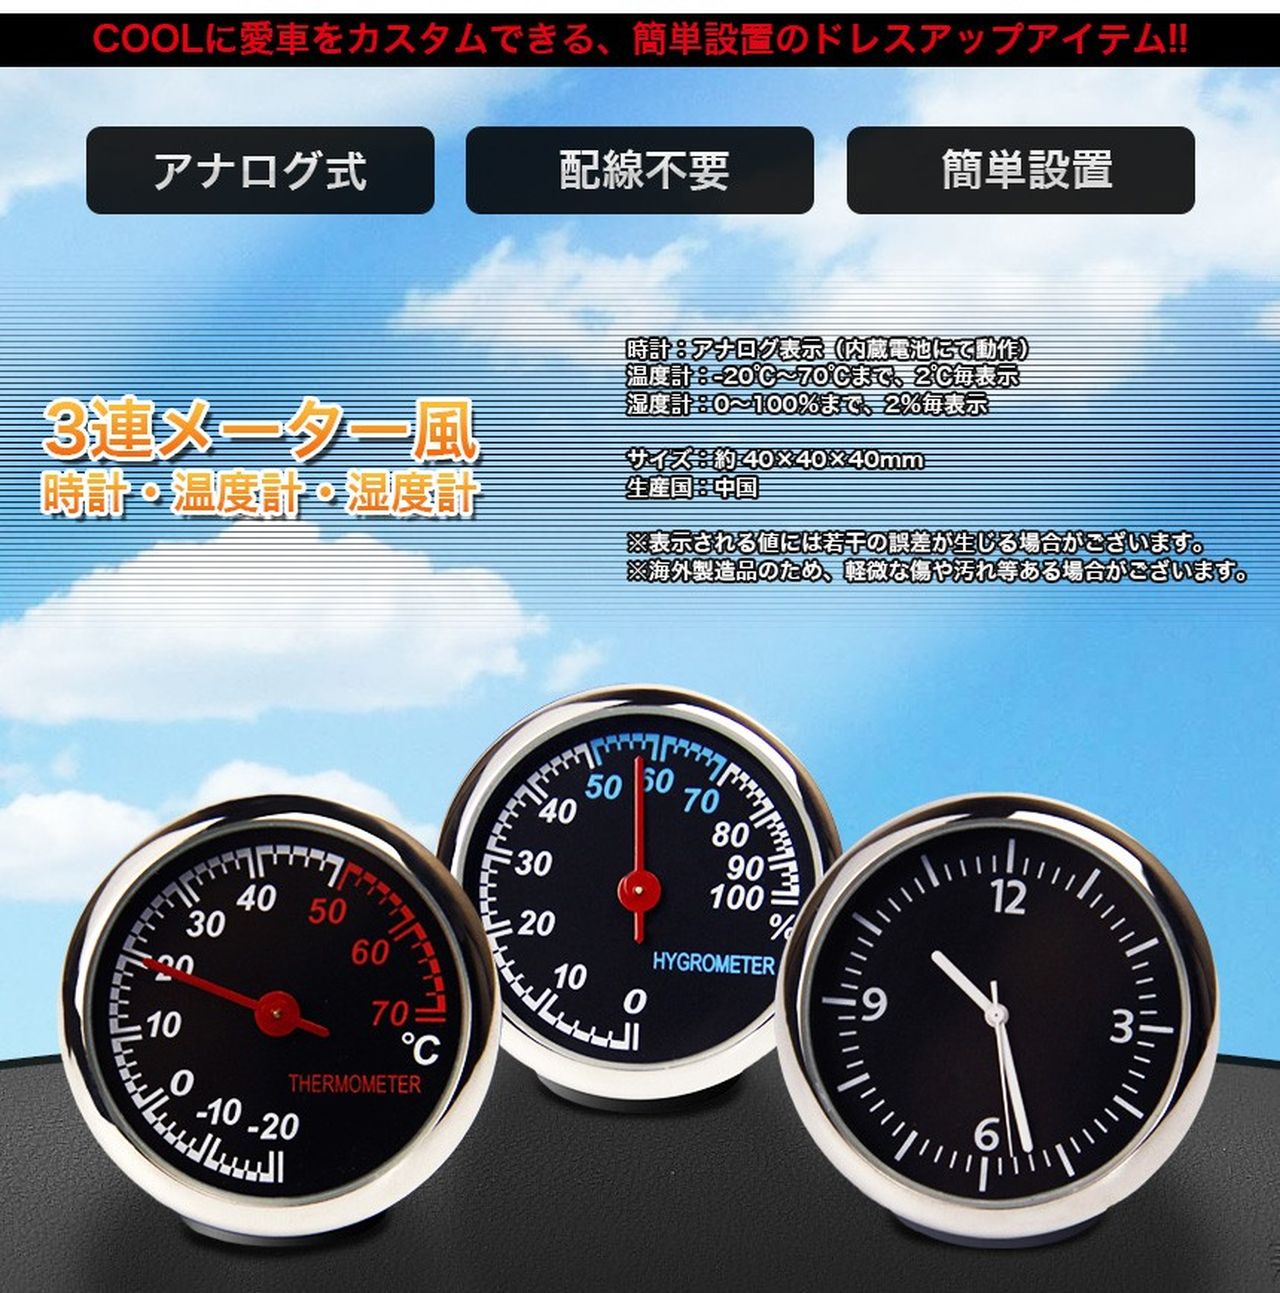 COOLに愛車をカスタムできる、簡単設置のドレスアップアイテム!!
アナログ式
配線不要
簡単設置
時計：アナログ表示（内蔵電池にて動作）
温度計：-20℃～70℃まで、2℃毎表示
湿度計：0～100％まで、2％毎表示
3連メーター風
時計・温度計・湿度計
サイズ：約 40×40×40mm
生産国：中国
※表示される値には若干の誤差が生じる場合がございます。
※海外製造品のため、軽微な傷や汚れ等ある場合がございます。
0
10
20
30
40
50
60
70
80
90
100
%
HYGROMETER
-20
-10
0
10
20
30
40
50
60
70
°C
THERMOMETER
12
3
6
9